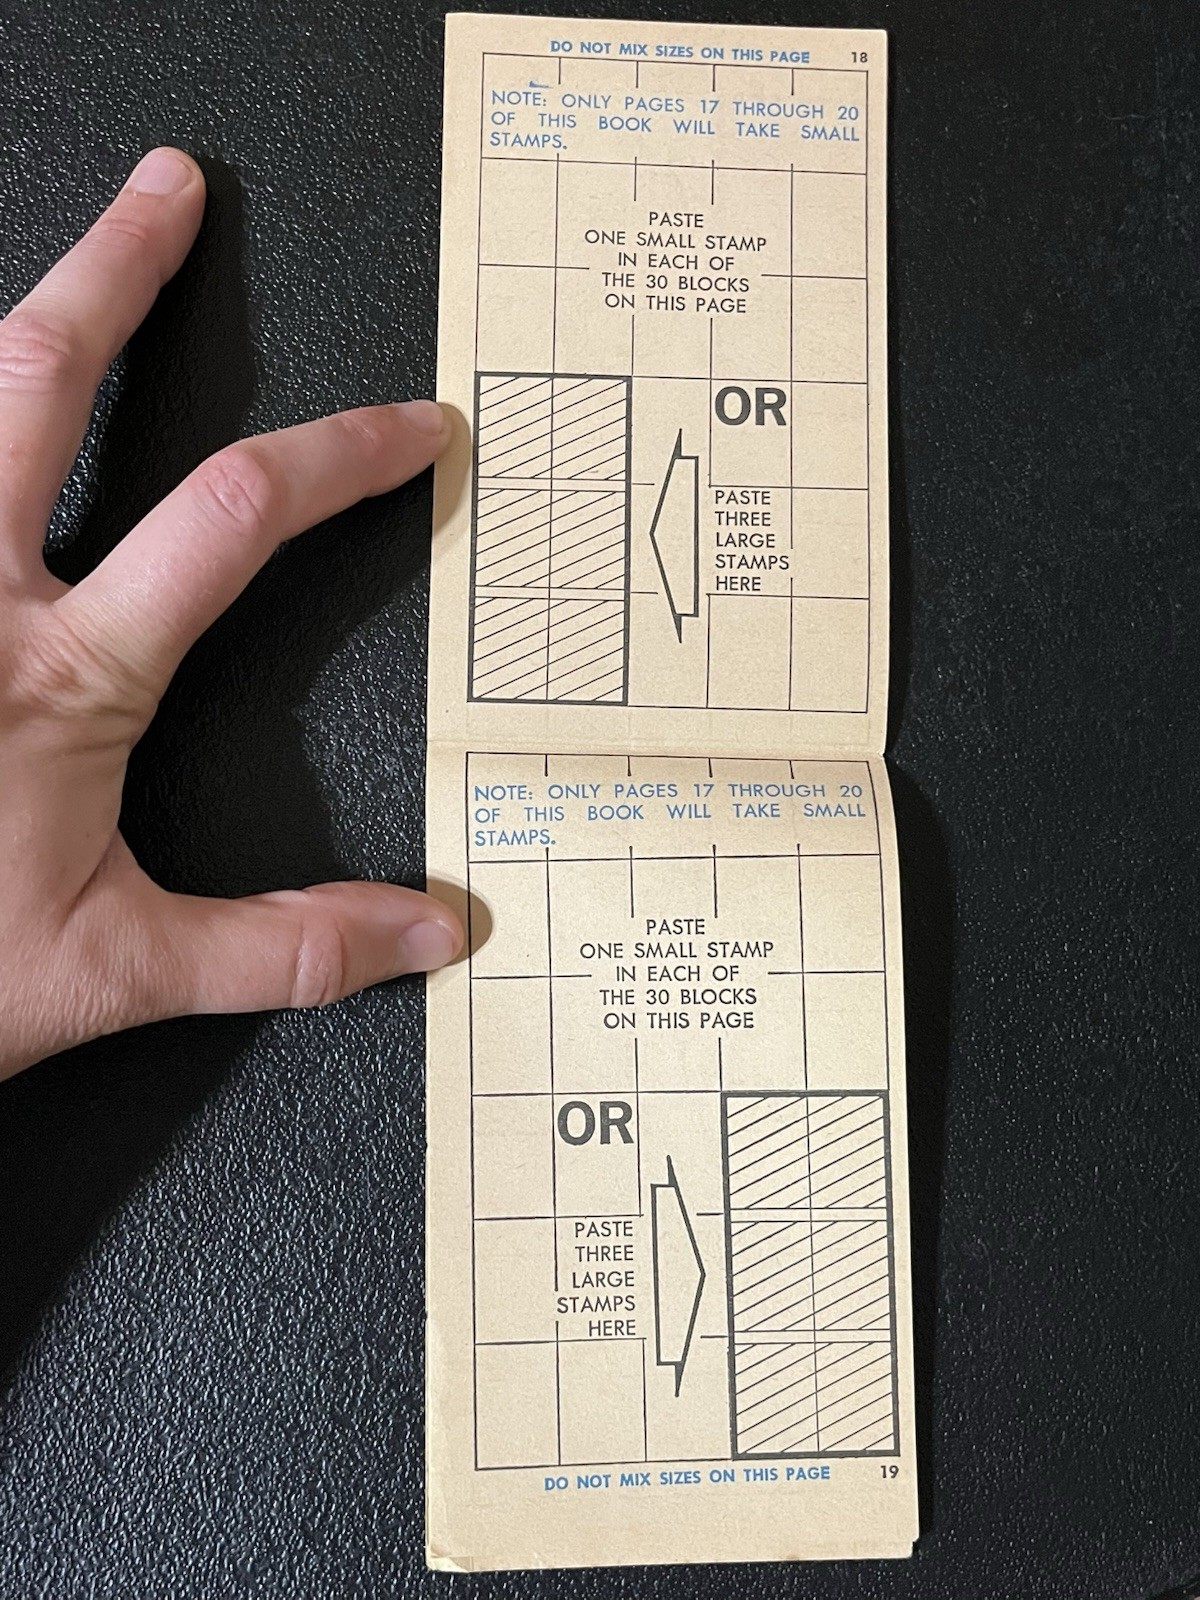 DO NOT MIX SIZES ON THIS PAGE 18
NOTE: ONLY PAGES 17 THROUGH 20
OF THIS BOOK WILL TAKE SMALL
STAMPS.
PASTE
ONE SMALL STAMP
IN EACH OF
THE 30 BLOCKS
ON THIS PAGE
OR
PASTE
THREE
LARGE
STAMPS
HERE
NOTE: ONLY PAGES 17 THROUGH 20
OF THIS BOOK WILL TAKE SMALL
STAMPS.
PASTE
ONE SMALL STAMP
IN EACH OF
THE 30 BLOCKS
ON THIS PAGE
OR
PASTE
THREE
LARGE
STAMPS
HERE
DO NOT MIX SIZES ON THIS PAGE 19